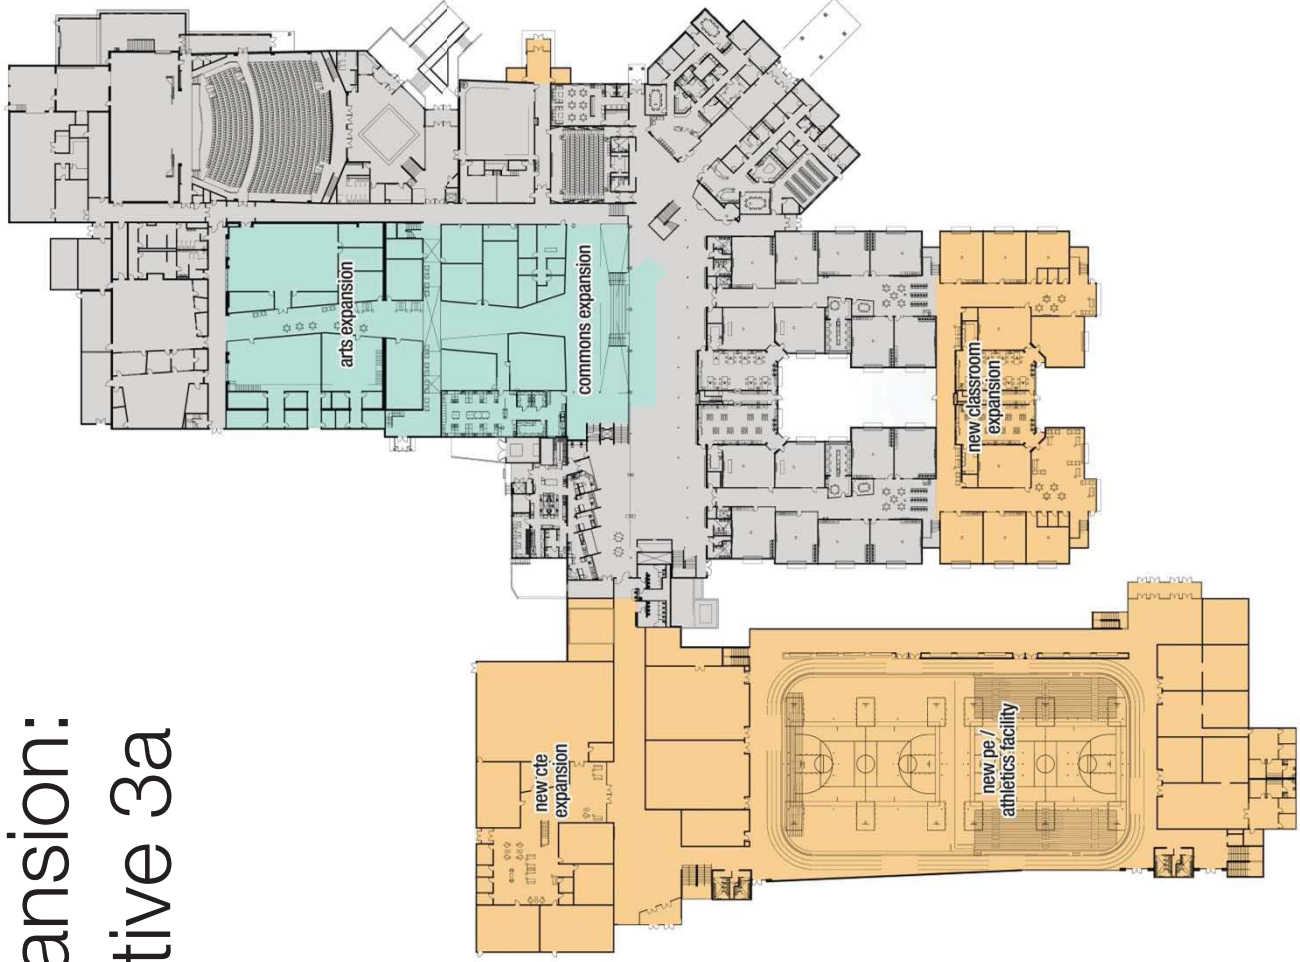 ansion:
tive 3a
arts expansion
commons expansion
new classroom
expansion
new cte
expansion
new pe /
athletics facility